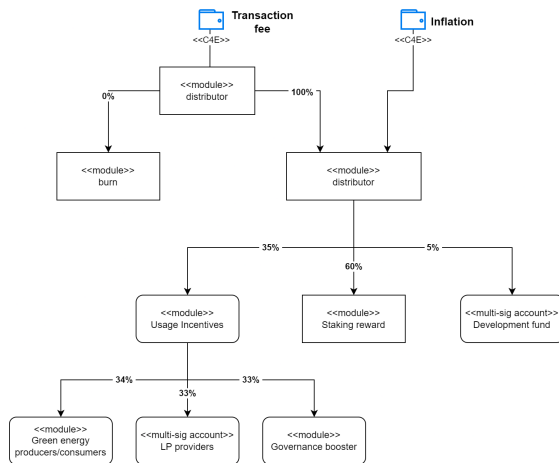 Transaction
fee
Inflation
<<C4E>>
<<C4E>>
<<module>>
distributor
0%
100%
<<module>>
burn
<<module>>
distributor
35%
5%
60%
<<module>>
Usage Incentives
<<module>>
Staking reward
<<multi-sig account>>
Development fund
34%
33%
33%
<<module>>
Green energy
producers/consumers
<<multi-sig account>>
LP providers
<<module>>
Governance booster